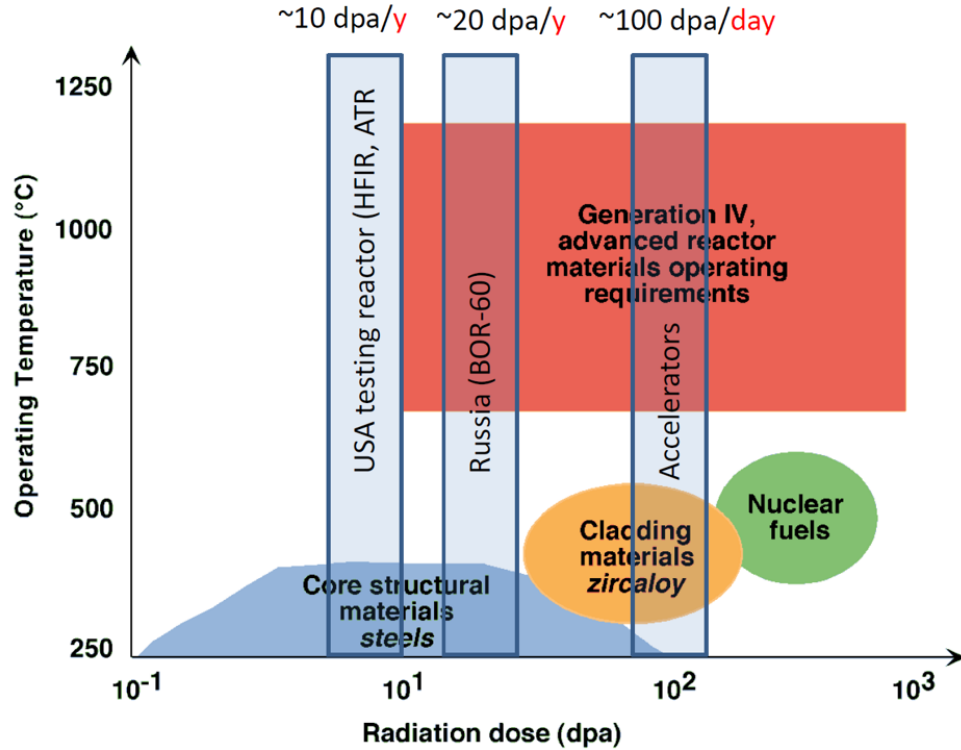 ~10 dpa/y ~20 dpa/y ~100 dpa/day
Operating Temperature (°C)
1250
1000
750
500
250
USA testing reactor (HFIR, ATR
Russia (BOR-60)
Accelerators
Generation IV,
advanced reactor
materials operating
requirements
Nuclear
fuels
Cladding
materials
zircaloy
Core structural
materials
steels
10⁻¹ 10¹ 10² 10³
Radiation dose (dpa)